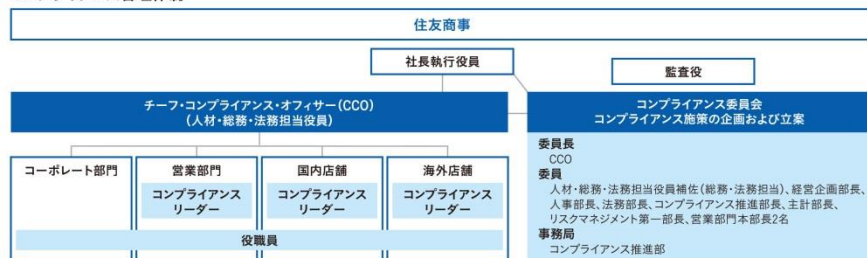 住友商事
社長執行役員
監査役
チーフ・コンプライアンス・オフィサー(CCO)
(人材・総務・法務担当役員)
コンプライアンス委員会
コンプライアンス施策の企画および立案
コーポレート部門
営業部門
コンプライアンス
リーダー
国内店舗
コンプライアンス
リーダー
海外店舗
コンプライアンス
リーダー
役職員
委員長
CCO
委員
人材・総務・法務担当役員補佐(総務・法務担当)、経営企画部長、
人事部長、法務部長、コンプライアンス推進部長、主計部長、
リスクマネジメント第一部長、営業部門本部長2名
事務局
コンプライアンス推進部